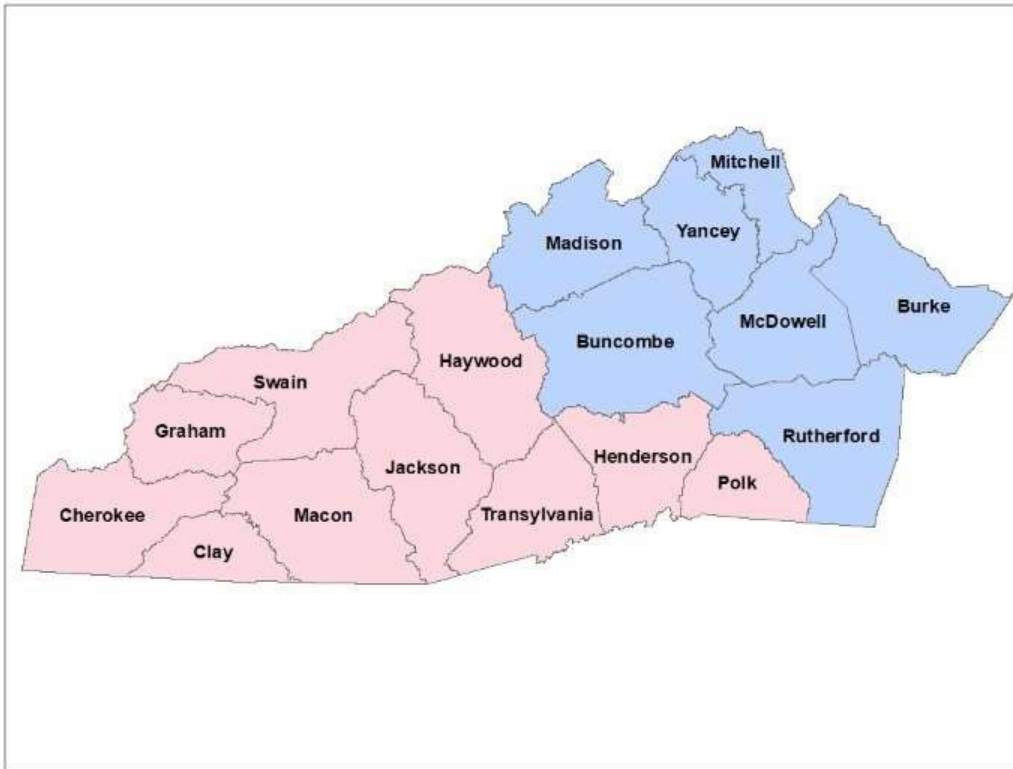 Mitchell
Yancey
Madison
Burke
McDowell
Buncombe
Haywood
Swain
Graham
Rutherford
Henderson
Jackson
Polk
Cherokee
Macon
Transylvania
Clay